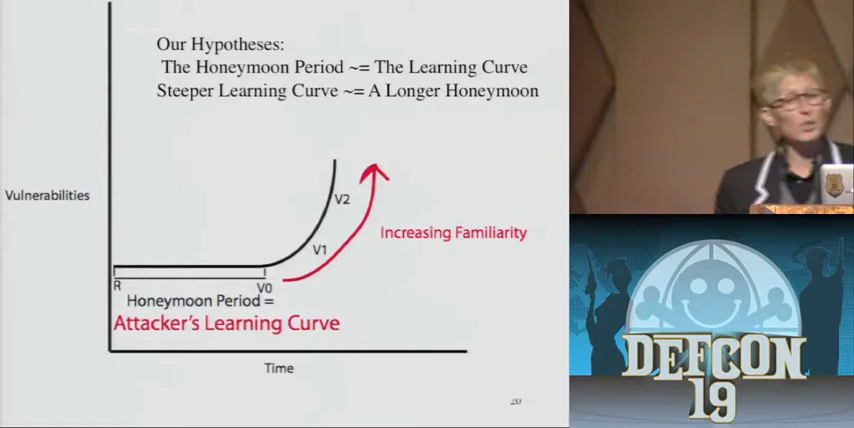 Our Hypotheses:
The Honeymoon Period ~= The Learning Curve
Steeper Learning Curve ~= A Longer Honeymoon
Vulnerabilities
V2
Increasing Familiarity
V1
R
V0
Honeymoon Period =
Attacker's Learning Curve
Time
20
DEFCON
19